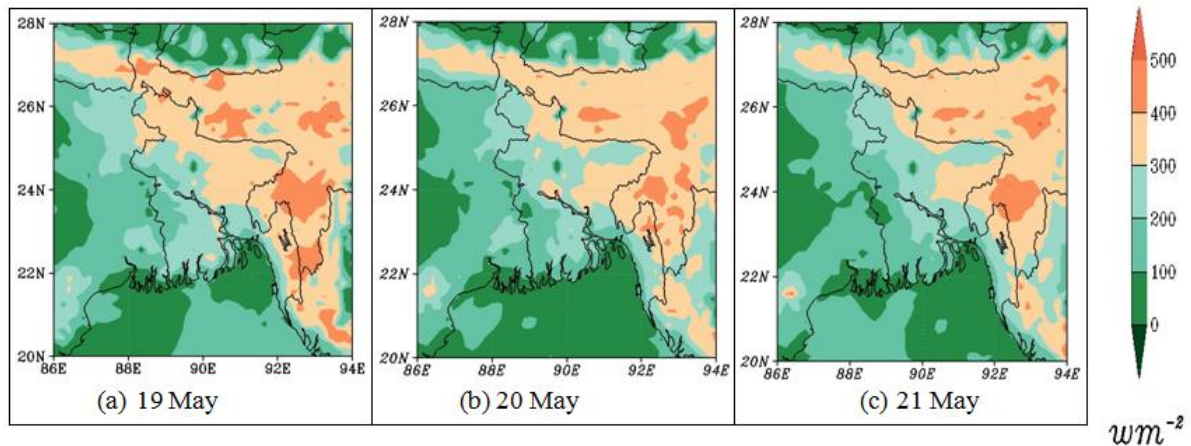 28N
26N
24N
22N
20N
86E 88E 90E 92E 94E
(a) 19 May
28N
26N
24N
22N
20N
86E 88E 90E 92E 94E
(b) 20 May
28N
26N
24N
22N
20N
86E 88E 90E 92E 94E
(c) 21 May
500
400
300
200
100
0
wm⁻²